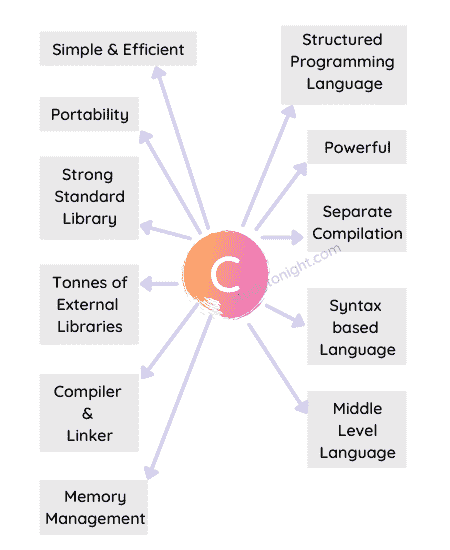 Simple & Efficient
Portability
Strong
Standard
Library
Tonnes of
External
Libraries
Compiler
&
Linker
Memory
Management
C
tonight.com
Structured
Programming
Language
Powerful
Separate
Compilation
Syntax
based
Language
Middle
Level
Language